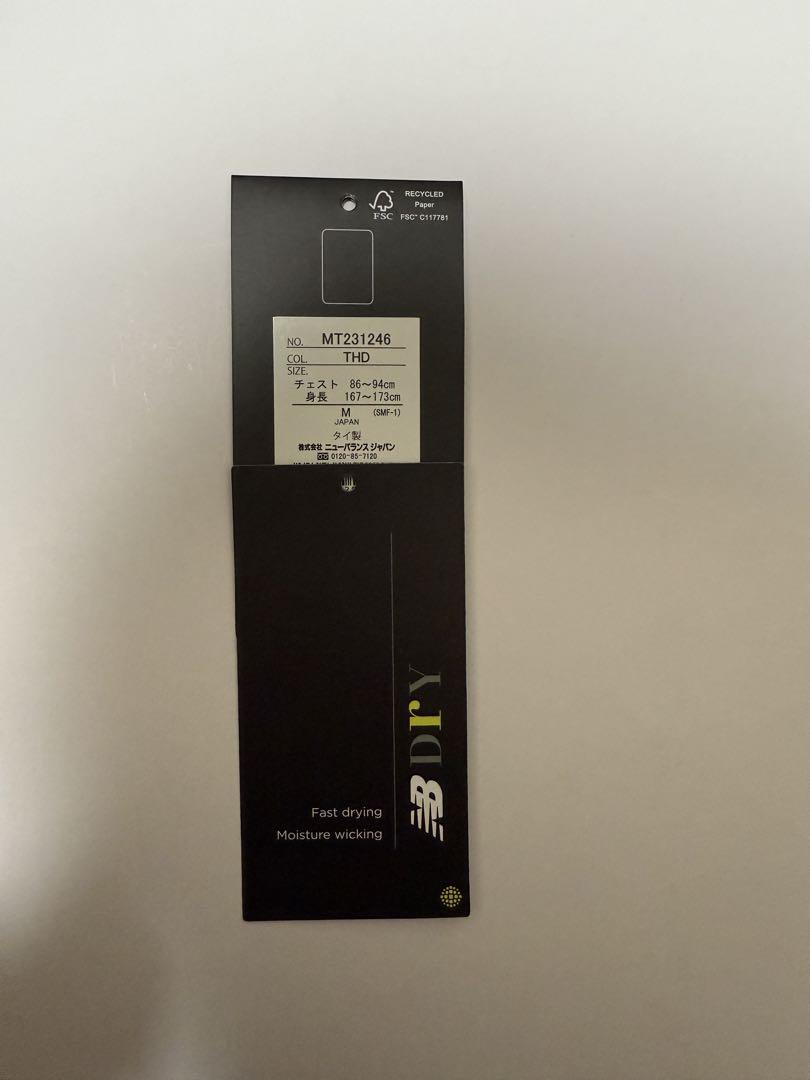 RECYCLED
Paper
FSC™ C117781
FSC
NO. MT231246
COL. THD
SIZE.
チェスト 86～94cm
身長 167～173cm
M (SMF-1)
JAPAN
タイ製
株式会社 ニューバランス ジャパン
0120-85-7120
DrY
Fast drying
Moisture wicking